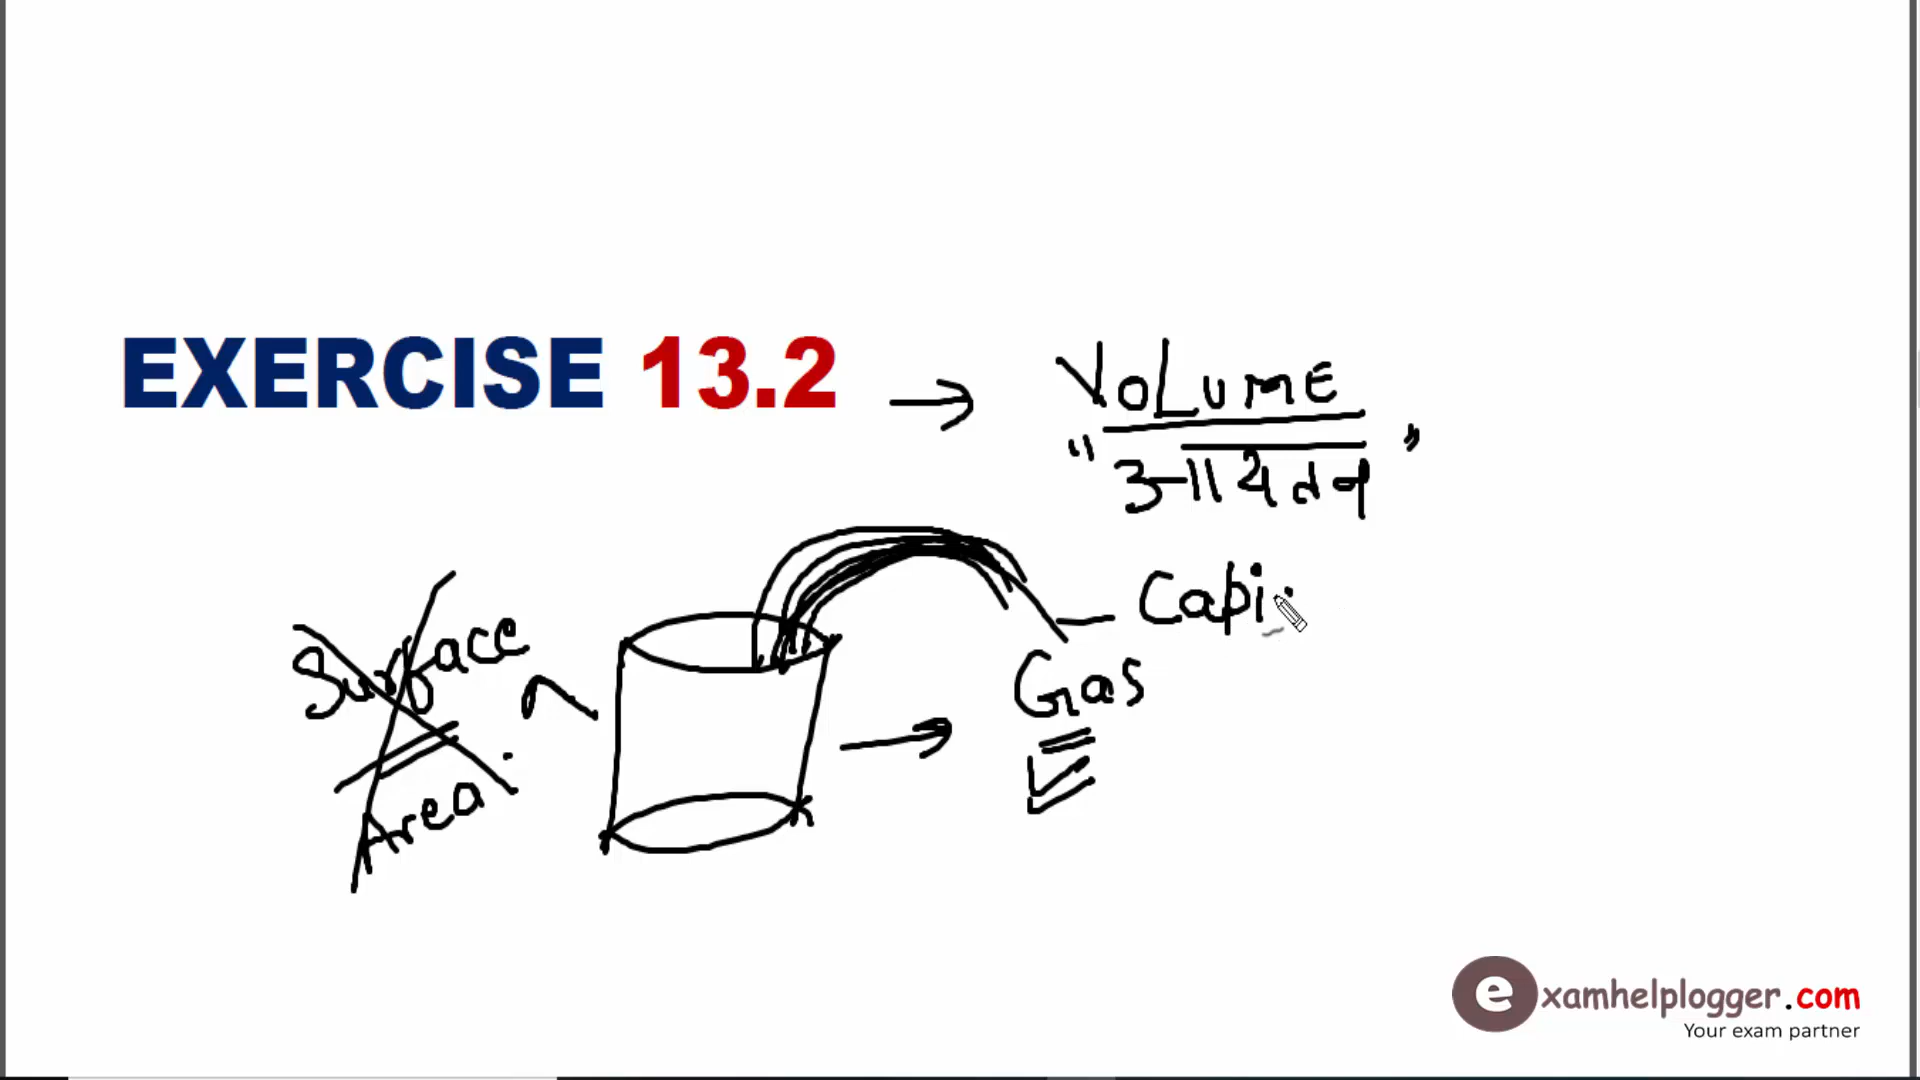 EXERCISE 13.2
VOLUME
"आयतन"
Surface
Area
Capi
Gas
examhelplogger.com
Your exam partner